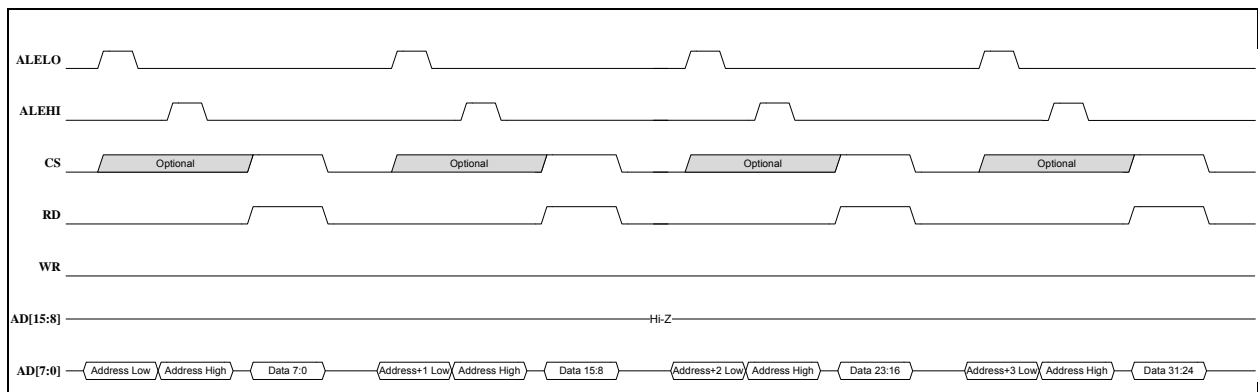 ALELO
ALEHI
CS Optional Optional Optional Optional
RD
WR
AD[15:8] Hi-Z
AD[7:0] Address Low Address High Data 7:0 Address+1 Low Address High Data 15:8 Address+2 Low Address High Data 23:16 Address+3 Low Address High Data 31:24